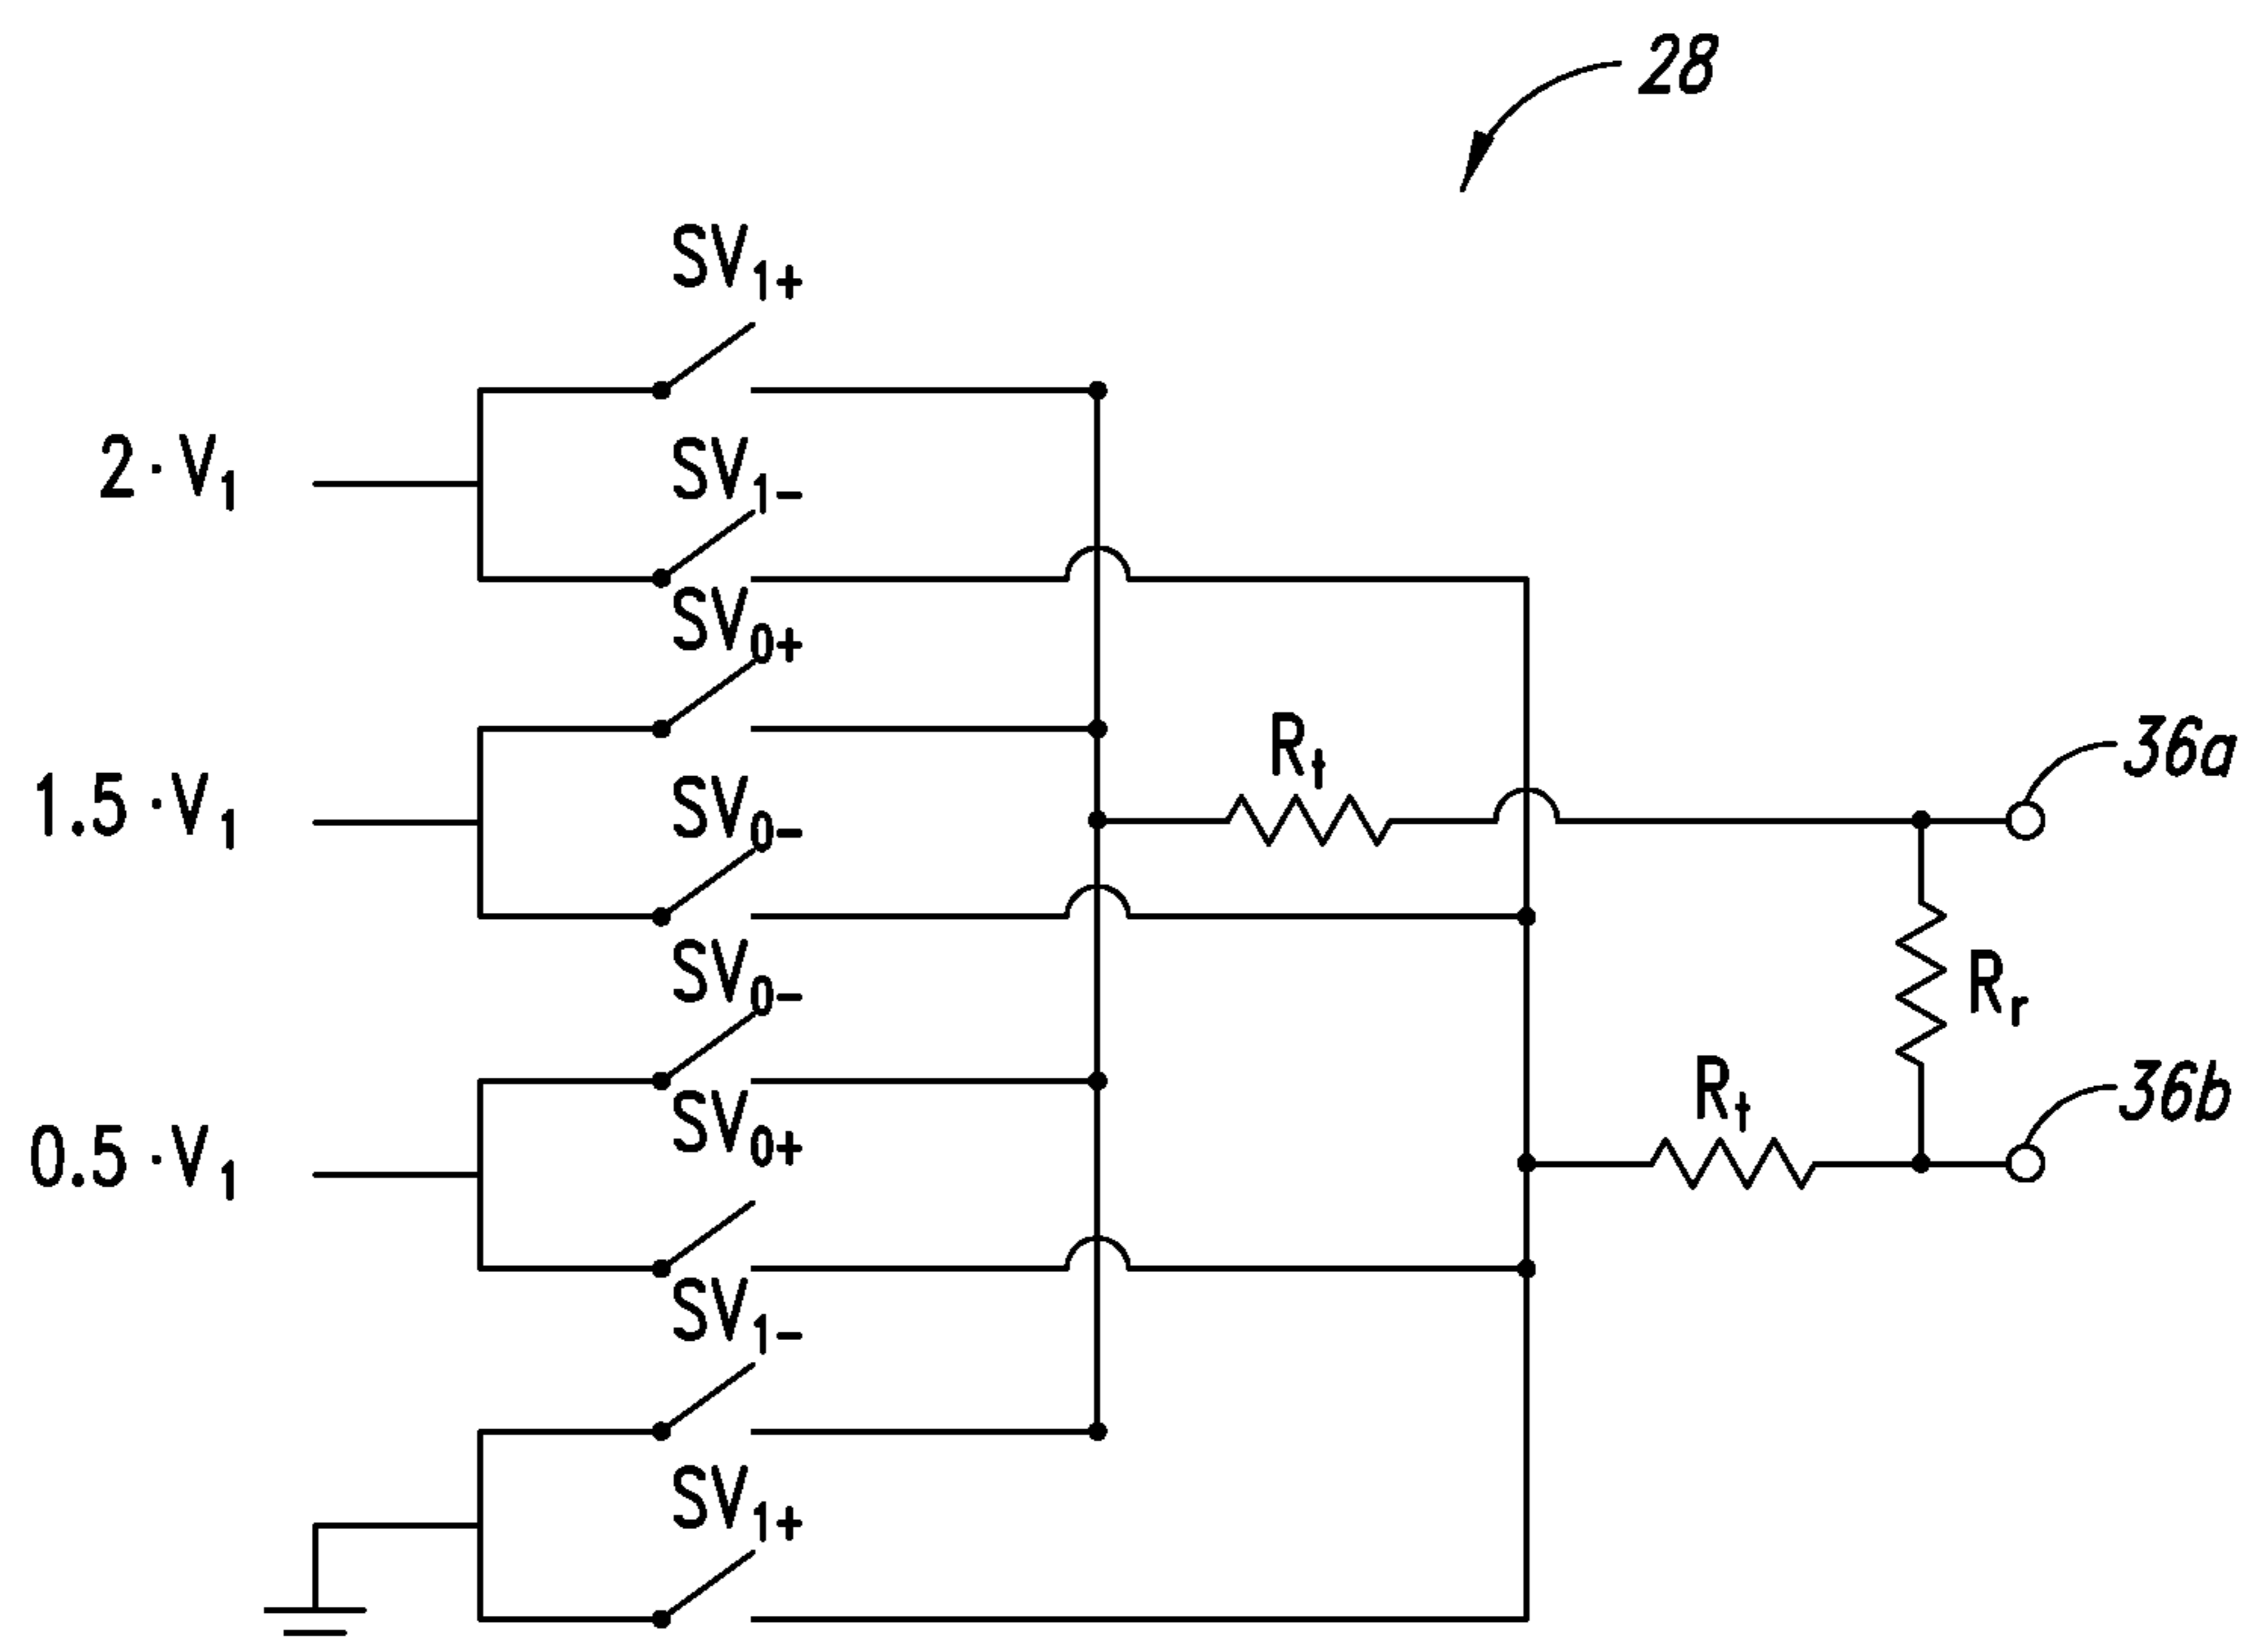 28
SV1+
2·V1
SV1-
SV0+
1.5·V1
SV0-
Rt
36a
SV0-
Rr
0.5·V1
SV0+
Rt
36b
SV1-
SV1+